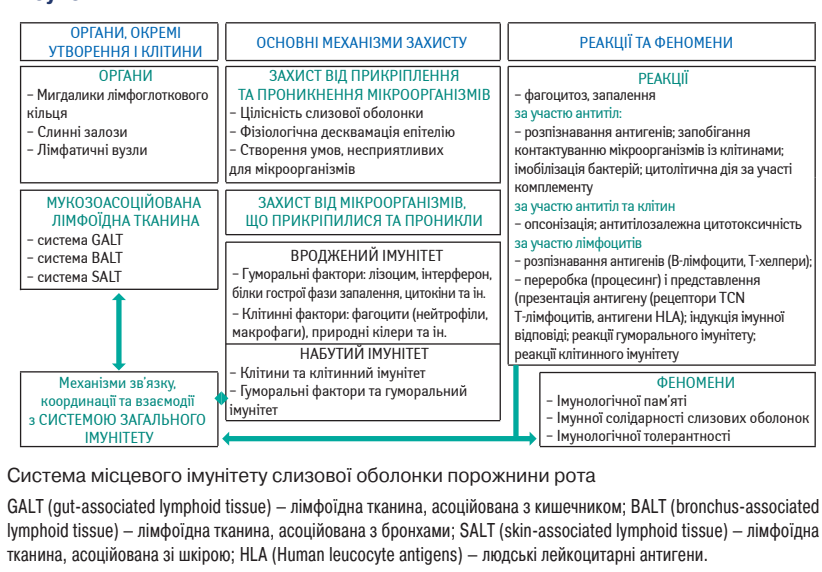 ОРГАНИ, ОКРЕМІ
УТВОРЕННЯ І КЛІТИНИ
ОРГАНИ
– Мигдалики лімфоглоткового
кільця
– Слинні залози
– Лімфатичні вузли
МУКОЗОАСОЦІЙОВАНА
ЛІМФОЇДНА ТКАНИНА
– система GALT
– система BALT
– система SALT
Механізми зв'язку,
координації та взаємодії
з СИСТЕМОЮ ЗАГАЛЬНОГО
ІМУНІТЕТУ
ОСНОВНІ МЕХАНІЗМИ ЗАХИСТУ
ЗАХИСТ ВІД ПРИКРІПЛЕННЯ
ТА ПРОНИКНЕННЯ МІКРООРГАНІЗМІВ
– Цілісність слизової оболонки
– Фізіологічна десквамація епітелію
– Створення умов, несприятливих
для мікроорганізмів
ЗАХИСТ ВІД МІКРООРГАНІЗМІВ,
ЩО ПРИКРІПИЛИСЯ ТА ПРОНИКЛИ
ВРОДЖЕНИЙ ІМУНІТЕТ
– Гуморальні фактори: лізоцим, інтерферон,
білки гострої фази запалення, цитокіни та ін.
– Клітинні фактори: фагоцити (нейтрофіли,
макрофаги), природні кілери та ін.
НАБУТИЙ ІМУНІТЕТ
– Клітини та клітинний імунітет
– Гуморальні фактори та гуморальний
імунітет
РЕАКЦІЇ ТА ФЕНОМЕНИ
РЕАКЦІЇ
– фагоцитоз, запалення
за участю антитіл:
– розпізнавання антигенів; запобігання
контактуванню мікроорганізмів із клітинами;
імобілізація бактерій; цитолітична дія за участі
комплементу
за участю антитіл та клітин
– опсонізація; антитілозалежна цитотоксичність
за участю лімфоцитів
– розпізнавання антигенів (В-лімфоцити, Т-хелпери);
– переробка (процесинг) і представлення
(презентація антигену (рецептори TCN
Т-лімфоцитів, антигени HLA); індукція імунної
відповіді; реакції гуморального імунітету;
реакції клітинного імунітету
ФЕНОМЕНИ
– Імунологічної пам'яті
– Імунної солідарності слизових оболонок
– Імунологічної толерантності
Система місцевого імунітету слизової оболонки порожнини рота
GALT (gut-associated lymphoid tissue) – лімфоїдна тканина, асоційована з кишечником; BALT (bronchus-associated
lymphoid tissue) – лімфоїдна тканина, асоційована з бронхами; SALT (skin-associated lymphoid tissue) – лімфоїдна
тканина, асоційована зі шкірою; HLA (Human leucocyte antigens) – людські лейкоцитарні антигени.